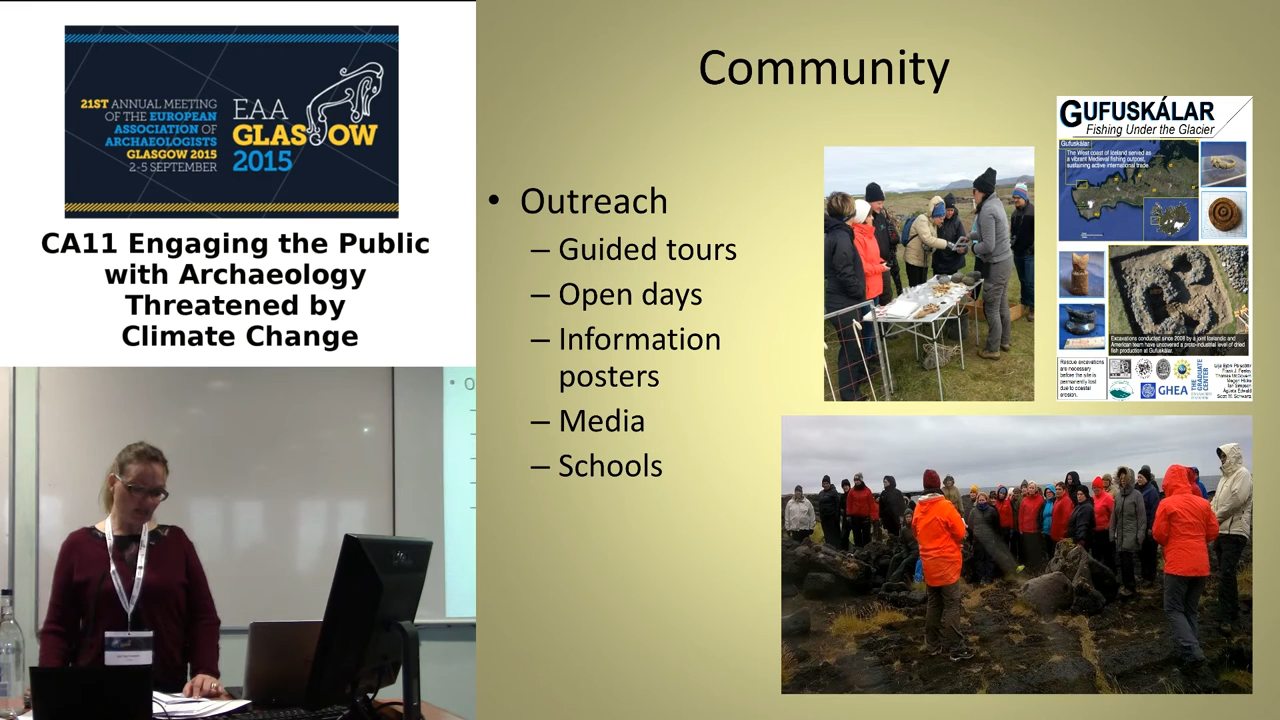 21ST ANNUAL MEETING
OF THE EUROPEAN
ASSOCIATION OF
ARCHAEOLOGISTS
GLASGOW 2015
2-5 SEPTEMBER
EAA
GLASGOW
2015
CA11 Engaging the Public
with Archaeology
Threatened by
Climate Change
Community
• Outreach
– Guided tours
– Open days
– Information
posters
– Media
– Schools
GUFUSKÁLAR
Fishing Under the Glacier
Gufuskálar
The West coast of Iceland served as
a vibrant Medieval fishing outpost,
sustaining active international trade
Excavations conducted since 2008 by a joint Icelandic and
American team have uncovered a proto-industrial level of dried
fish production at Gufuskálar.
Rescue excavations
are necessary
before the site is
permanently lost
due to coastal
erosion.
GHEA
THE GRADUATE
CENTER